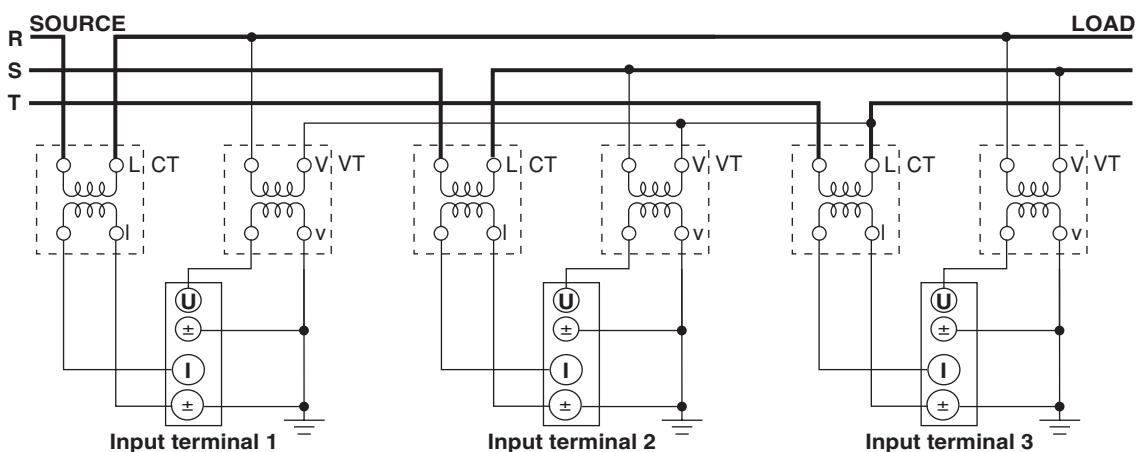 SOURCE LOAD
R
S
T
L CT V VT L CT V VT L CT V VT
l v l v l v
U U U
± ± ±
I I I
± ± ±
Input terminal 1 Input terminal 2 Input terminal 3